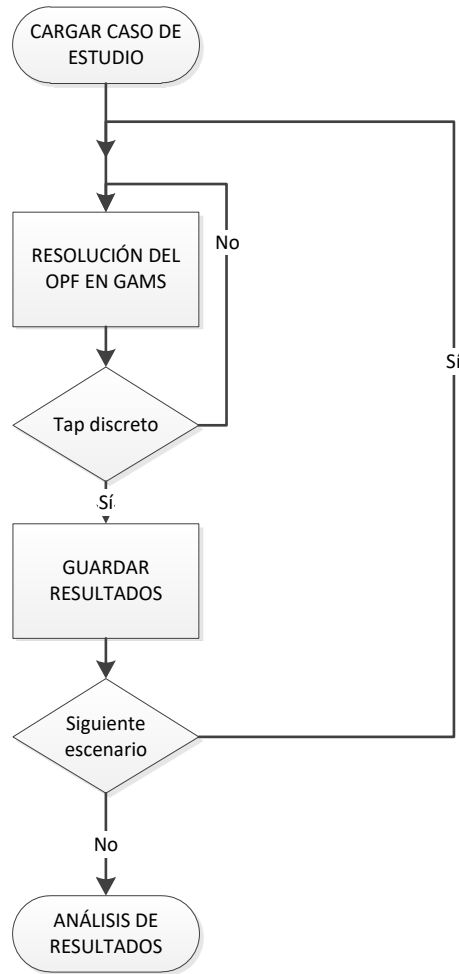 CARGAR CASO DE
ESTUDIO
No
RESOLUCIÓN DEL
OPF EN GAMS
Sí
Tap discreto
Sí
GUARDAR
RESULTADOS
Siguiente
escenario
No
ANÁLISIS DE
RESULTADOS